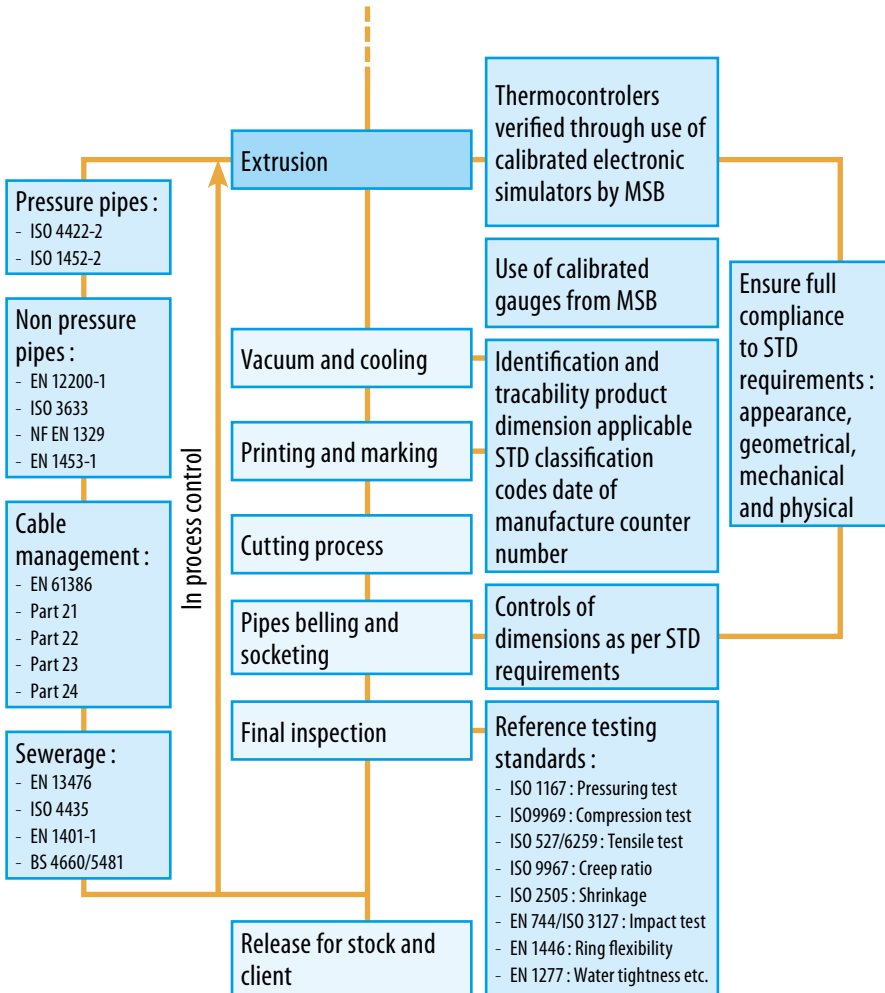 Extrusion
Thermocontrolers
verified through use of
calibrated electronic
simulators by MSB
Pressure pipes :
- ISO 4422-2
- ISO 1452-2
Non pressure
pipes :
- EN 12200-1
- ISO 3633
- NF EN 1329
- EN 1453-1
Cable
management :
- EN 61386
- Part 21
- Part 22
- Part 23
- Part 24
Sewerage :
- EN 13476
- ISO 4435
- EN 1401-1
- BS 4660/5481
In process control
Use of calibrated
gauges from MSB
Vacuum and cooling
Printing and marking
Identification and
tracability product
dimension applicable
STD classification
codes date of
manufacture counter
number
Ensure full
compliance
to STD
requirements :
appearance,
geometrical,
mechanical
and physical
Cutting process
Pipes belling and
socketing
Controls of
dimensions as per STD
requirements
Final inspection
Reference testing
standards :
- ISO 1167 : Pressuring test
- ISO9969 : Compression test
- ISO 527/6259 : Tensile test
- ISO 9967 : Creep ratio
- ISO 2505 : Shrinkage
- EN 744/ISO 3127 : Impact test
- EN 1446 : Ring flexibility
- EN 1277 : Water tightness etc.
Release for stock and
client